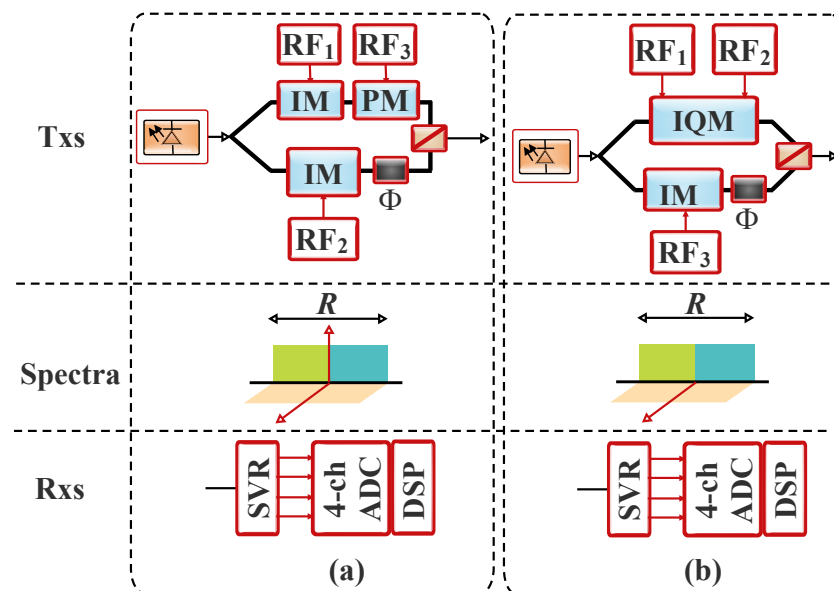 Txs
RF₁
RF₃
IM
PM
IM
Φ
RF₂
RF₁
RF₂
IQM
IM
Φ
RF₃
Spectra
R
R
Rxs
SVR
4-ch
ADC
DSP
SVR
4-ch
ADC
DSP
(a)
(b)